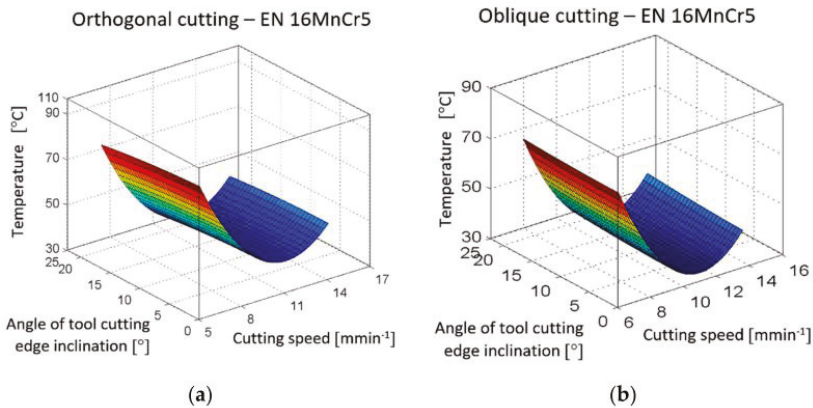 Orthogonal cutting – EN 16MnCr5
110
90
70
50
30
Temperature [°C]
25
20
15
10
5
0
Angle of tool cutting
edge inclination [°]
5
8
11
14
17
Cutting speed [mmin-1]
(a)
Oblique cutting – EN 16MnCr5
90
70
50
30
Temperature [°C]
25
20
15
10
5
0
Angle of tool cutting
edge inclination [°]
6
8
10
12
14
16
Cutting speed [mmin-1]
(b)